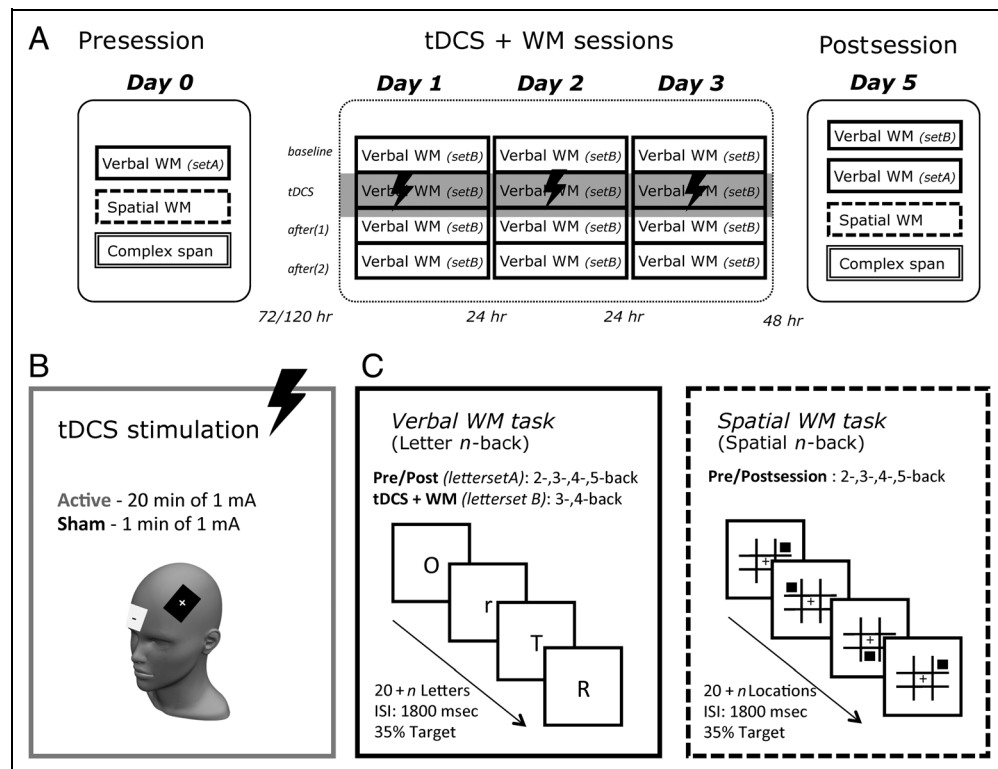 A
Presession
tDCS + WM sessions
Postsession
Day 0
Day 1
Day 2
Day 3
Day 5
Verbal WM (setA)
Spatial WM
Complex span
baseline
Verbal WM (setB)
Verbal WM (setB)
Verbal WM (setB)
tDCS
Verbal WM (setB)
Verbal WM (setB)
Verbal WM (setB)
after(1)
Verbal WM (setB)
Verbal WM (setB)
Verbal WM (setB)
after(2)
Verbal WM (setB)
Verbal WM (setB)
Verbal WM (setB)
Verbal WM (setB)
Verbal WM (setA)
Spatial WM
Complex span
72/120 hr
24 hr
24 hr
48 hr
B
tDCS stimulation
Active - 20 min of 1 mA
Sham - 1 min of 1 mA
-
+
C
Verbal WM task
(Letter n-back)
Pre/Post (lettersetA): 2-,3-,4-,5-back
tDCS + WM (letterset B): 3-,4-back
O
r
T
R
20 + n Letters
ISI: 1800 msec
35% Target
Spatial WM task
(Spatial n-back)
Pre/Postsession : 2-,3-,4-,5-back
+
+
+
+
20 + n Locations
ISI: 1800 msec
35% Target